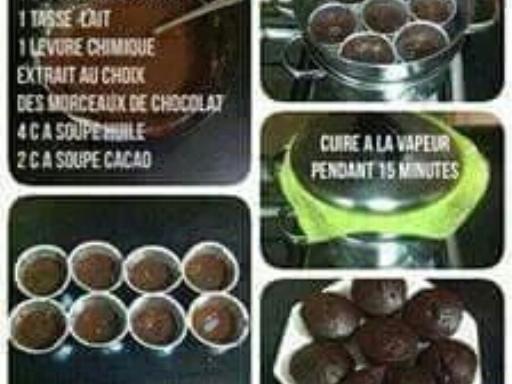 1 TASSE LAIT
1 LEVURE CHIMIQUE
EXTRAIT AU CHOIX
DES MORCEAUX DE CHOCOLAT
4 C A SOUPE HUILE
2 C A SOUPE CACAO
CUIRE A LA VAPEUR
PENDANT 15 MINUTES